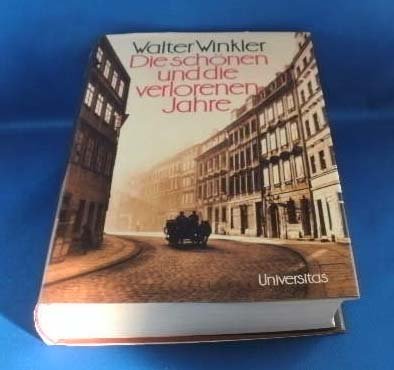 Walter Winkler
Die schönen
und die
verlorenen
Jahre
Universitas